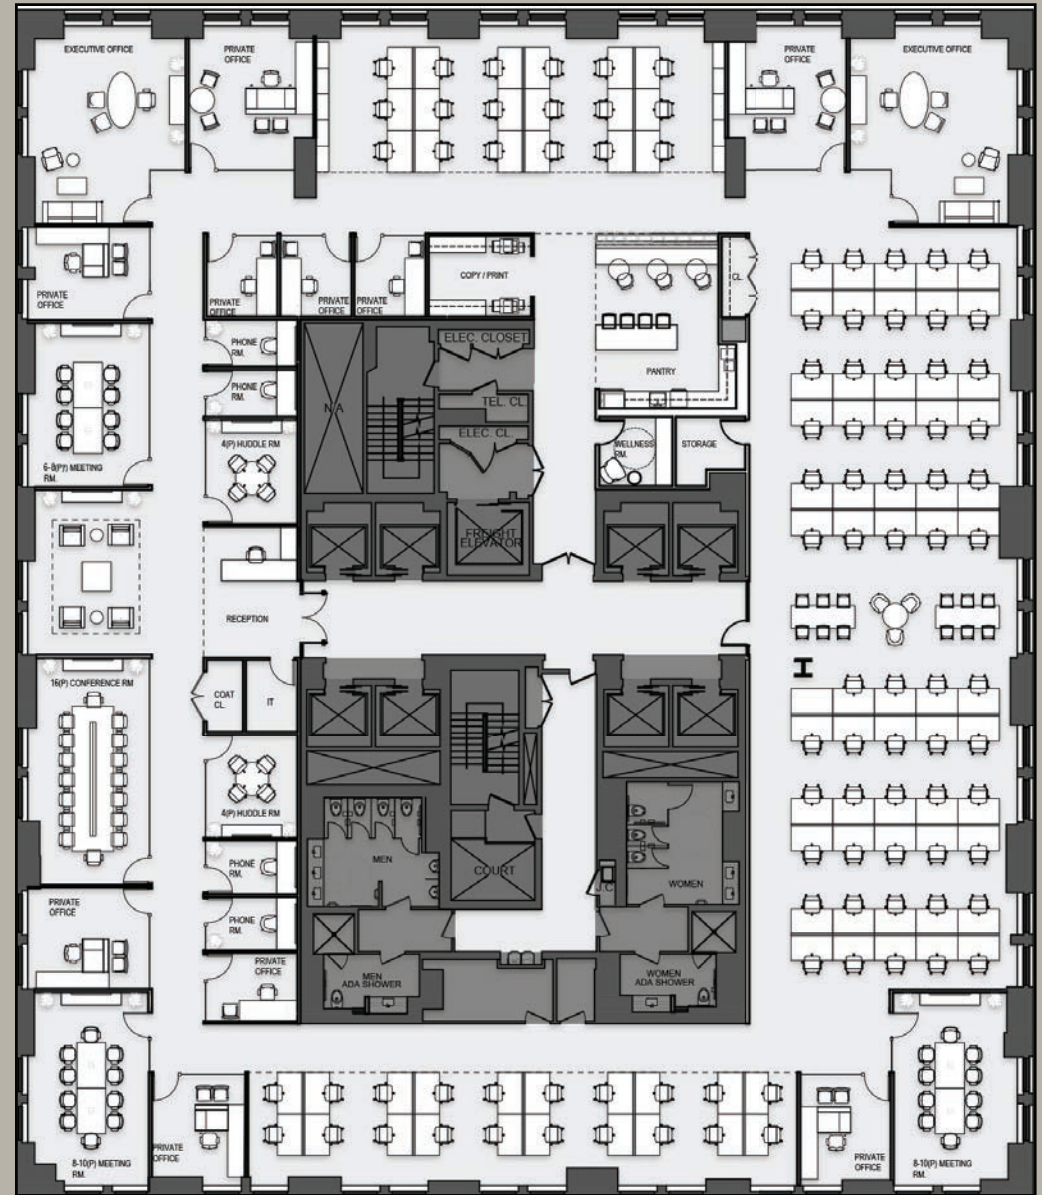 EXECUTIVE OFFICE
PRIVATE
OFFICE
PRIVATE
OFFICE
EXECUTIVE OFFICE
PRIVATE
OFFICE
PRIVATE
OFFICE
PRIVATE
OFFICE
PRIVATE
OFFICE
COPY / PRINT
CL.
PHONE
RM.
PHONE
RM.
N/A
ELEC. CLOSET
TEL. CL.
ELEC. CL.
PANTRY
6-8(P) MEETING
RM.
4(P) HUDDLE RM
WELLNESS
RM.
STORAGE
FREIGHT
ELEVATOR
RECEPTION
16(P) CONFERENCE RM
COAT
CL.
IT
4(P) HUDDLE RM
PHONE
RM.
MEN
COURT
J.C
WOMEN
PRIVATE
OFFICE
PHONE
RM.
PRIVATE
OFFICE
MEN
ADA SHOWER
WOMEN
ADA SHOWER
8-10(P) MEETING
RM.
PRIVATE
OFFICE
PRIVATE
OFFICE
8-10(P) MEETING
RM.